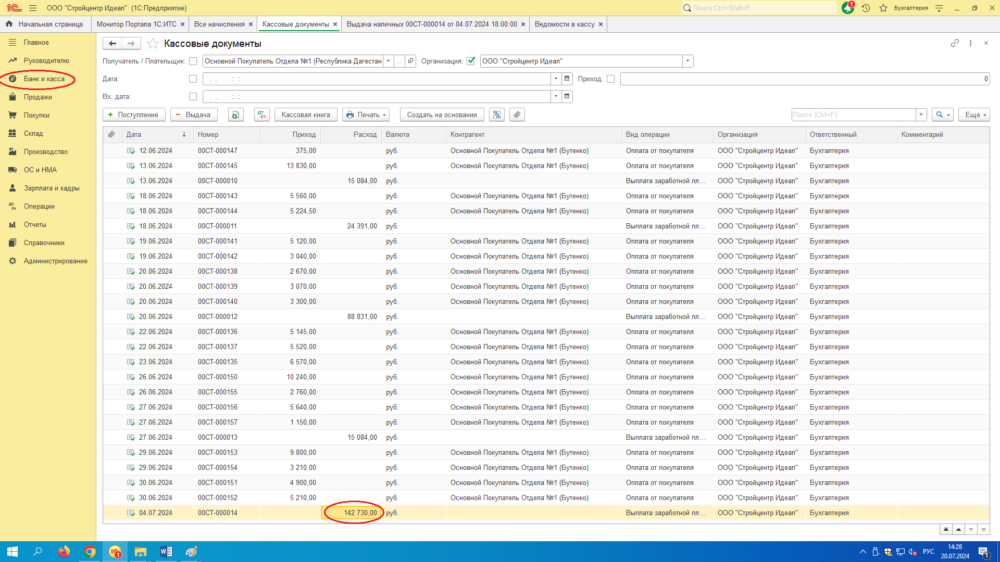 ООО "Стройцентр Идеал" (1С:Предприятие)
Поиск Ctrl+Shift+F
1
Бухгалтерия
Начальная страница
Монитор Портала 1С:ИТС ×
Все начисления ×
Кассовые документы ×
Выдача наличных 00СТ-000014 от 04.07.2024 18:00:00 ×
Ведомости в кассу ×
Главное
Руководителю
Банк и касса
Продажи
Покупки
Склад
Производство
ОС и НМА
Зарплата и кадры
Операции
Отчеты
Справочники
Администрирование
Кассовые документы
Получатель / Плательщик: Основной Покупатель Отдела №1 (Республика Дагестан ... Организация: ООО "Стройцентр Идеал"
Дата: . . : : Приход: 0
Вх. дата: . . : :
+ Поступление − Выдача Дт Кт Кассовая книга Печать Создать на основании Поиск (Ctrl+F) × Еще
Дата ↓ Номер Приход Расход Валюта Контрагент Вид операции Организация Ответственный Комментарий
12.06.2024 00СТ-000147 375,00 руб. Основной Покупатель Отдела №1 (Бутенко) Оплата от покупателя ООО "Стройцентр Идеал" Бухгалтерия
13.06.2024 00СТ-000145 13 830,00 руб. Основной Покупатель Отдела №1 (Бутенко) Оплата от покупателя ООО "Стройцентр Идеал" Бухгалтерия
13.06.2024 00СТ-000010 15 084,00 руб. Выплата заработной пл... ООО "Стройцентр Идеал" Бухгалтерия
18.06.2024 00СТ-000143 5 560,00 руб. Основной Покупатель Отдела №1 (Бутенко) Оплата от покупателя ООО "Стройцентр Идеал" Бухгалтерия
18.06.2024 00СТ-000144 5 224,50 руб. Основной Покупатель Отдела №1 (Бутенко) Оплата от покупателя ООО "Стройцентр Идеал" Бухгалтерия
18.06.2024 00СТ-000011 24 391,00 руб. Выплата заработной пл... ООО "Стройцентр Идеал" Бухгалтерия
19.06.2024 00СТ-000141 5 120,00 руб. Основной Покупатель Отдела №1 (Бутенко) Оплата от покупателя ООО "Стройцентр Идеал" Бухгалтерия
19.06.2024 00СТ-000142 3 040,00 руб. Основной Покупатель Отдела №1 (Бутенко) Оплата от покупателя ООО "Стройцентр Идеал" Бухгалтерия
20.06.2024 00СТ-000138 2 670,00 руб. Основной Покупатель Отдела №1 (Бутенко) Оплата от покупателя ООО "Стройцентр Идеал" Бухгалтерия
20.06.2024 00СТ-000139 3 070,00 руб. Основной Покупатель Отдела №1 (Бутенко) Оплата от покупателя ООО "Стройцентр Идеал" Бухгалтерия
20.06.2024 00СТ-000140 3 300,00 руб. Основной Покупатель Отдела №1 (Бутенко) Оплата от покупателя ООО "Стройцентр Идеал" Бухгалтерия
20.06.2024 00СТ-000012 88 831,00 руб. Выплата заработной пл... ООО "Стройцентр Идеал" Бухгалтерия
22.06.2024 00СТ-000136 5 145,00 руб. Основной Покупатель Отдела №1 (Бутенко) Оплата от покупателя ООО "Стройцентр Идеал" Бухгалтерия
22.06.2024 00СТ-000137 5 520,00 руб. Основной Покупатель Отдела №1 (Бутенко) Оплата от покупателя ООО "Стройцентр Идеал" Бухгалтерия
23.06.2024 00СТ-000135 6 570,00 руб. Основной Покупатель Отдела №1 (Бутенко) Оплата от покупателя ООО "Стройцентр Идеал" Бухгалтерия
26.06.2024 00СТ-000150 10 240,00 руб. Основной Покупатель Отдела №1 (Бутенко) Оплата от покупателя ООО "Стройцентр Идеал" Бухгалтерия
26.06.2024 00СТ-000155 2 760,00 руб. Основной Покупатель Отдела №1 (Бутенко) Оплата от покупателя ООО "Стройцентр Идеал" Бухгалтерия
27.06.2024 00СТ-000156 5 640,00 руб. Основной Покупатель Отдела №1 (Бутенко) Оплата от покупателя ООО "Стройцентр Идеал" Бухгалтерия
27.06.2024 00СТ-000157 1 150,00 руб. Основной Покупатель Отдела №1 (Бутенко) Оплата от покупателя ООО "Стройцентр Идеал" Бухгалтерия
27.06.2024 00СТ-000013 15 084,00 руб. Выплата заработной пл... ООО "Стройцентр Идеал" Бухгалтерия
29.06.2024 00СТ-000153 9 800,00 руб. Основной Покупатель Отдела №1 (Бутенко) Оплата от покупателя ООО "Стройцентр Идеал" Бухгалтерия
29.06.2024 00СТ-000154 3 210,00 руб. Основной Покупатель Отдела №1 (Бутенко) Оплата от покупателя ООО "Стройцентр Идеал" Бухгалтерия
30.06.2024 00СТ-000151 4 900,00 руб. Основной Покупатель Отдела №1 (Бутенко) Оплата от покупателя ООО "Стройцентр Идеал" Бухгалтерия
30.06.2024 00СТ-000152 5 210,00 руб. Основной Покупатель Отдела №1 (Бутенко) Оплата от покупателя ООО "Стройцентр Идеал" Бухгалтерия
04.07.2024 00СТ-000014 142 730,00 руб. Выплата заработной пл... ООО "Стройцентр Идеал" Бухгалтерия
1
РУС
14:28
20.07.2024
1